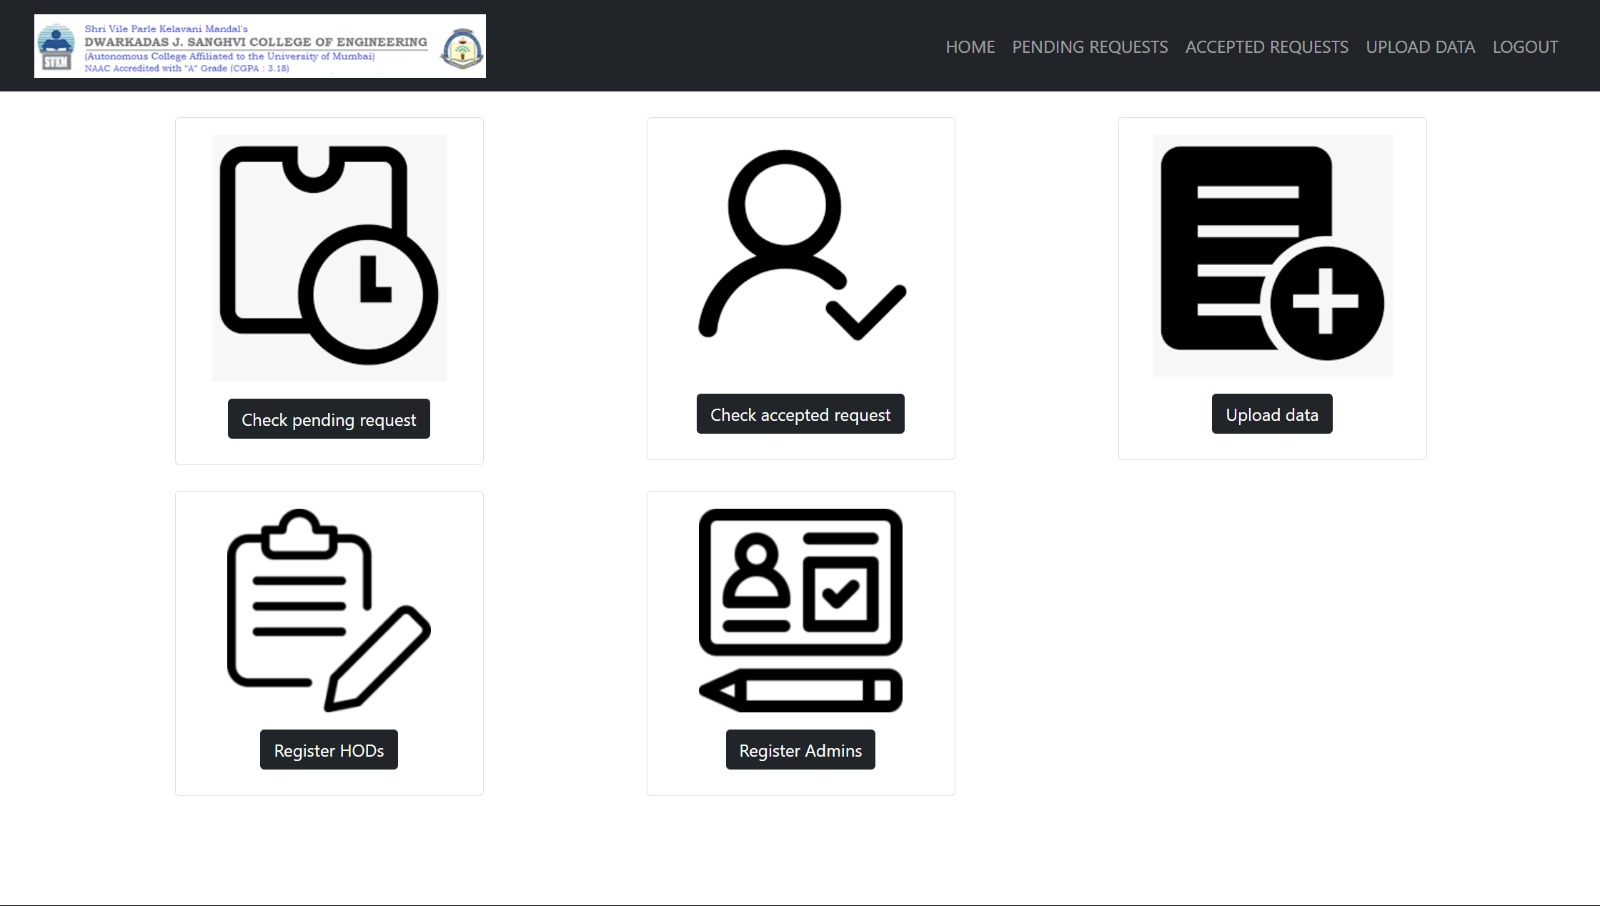 Shri Vile Parle Kelavani Mandal's
DWARKADAS J. SANGHVI COLLEGE OF ENGINEERING
(Autonomous College Affiliated to the University of Mumbai)
NAAC Accredited with "A" Grade (CGPA : 3.18)
SVKM
HOME PENDING REQUESTS ACCEPTED REQUESTS UPLOAD DATA LOGOUT
Check pending request
Check accepted request
Upload data
Register HODs
Register Admins